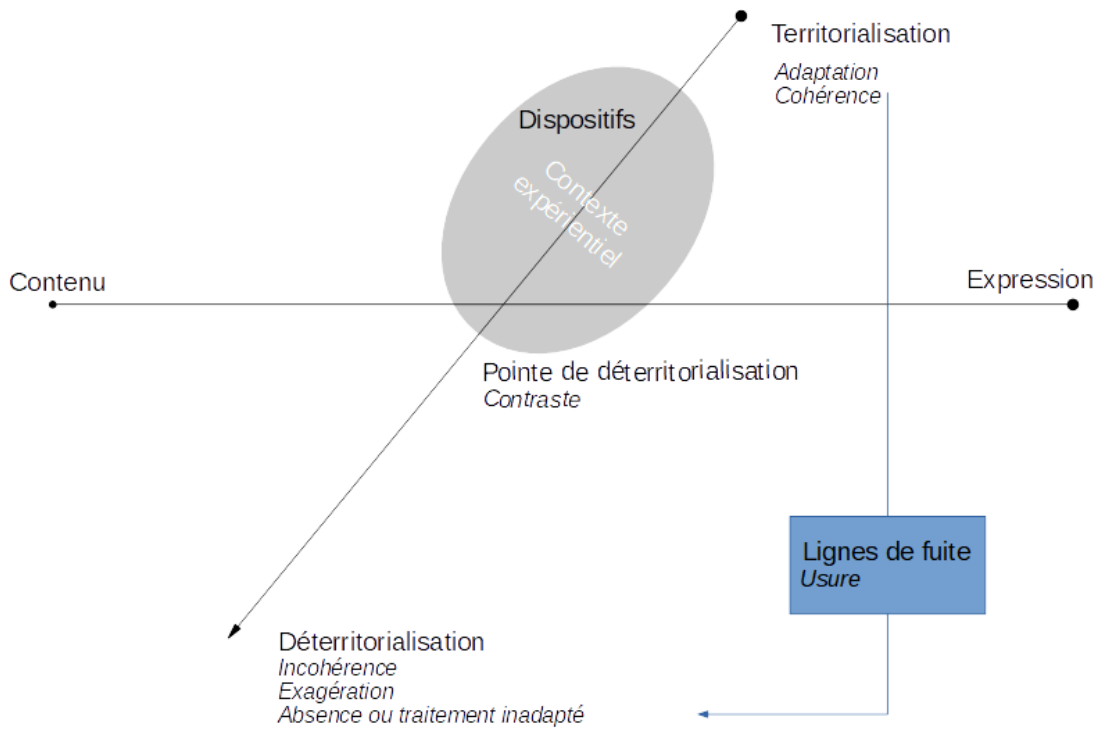 Territorialisation
Adaptation
Cohérence
Dispositifs
Contexte
expérientiel
Contenu
Expression
Pointe de déterritorialisation
Contraste
Lignes de fuite
Usure
Déterritorialisation
Incohérence
Exagération
Absence ou traitement inadapté